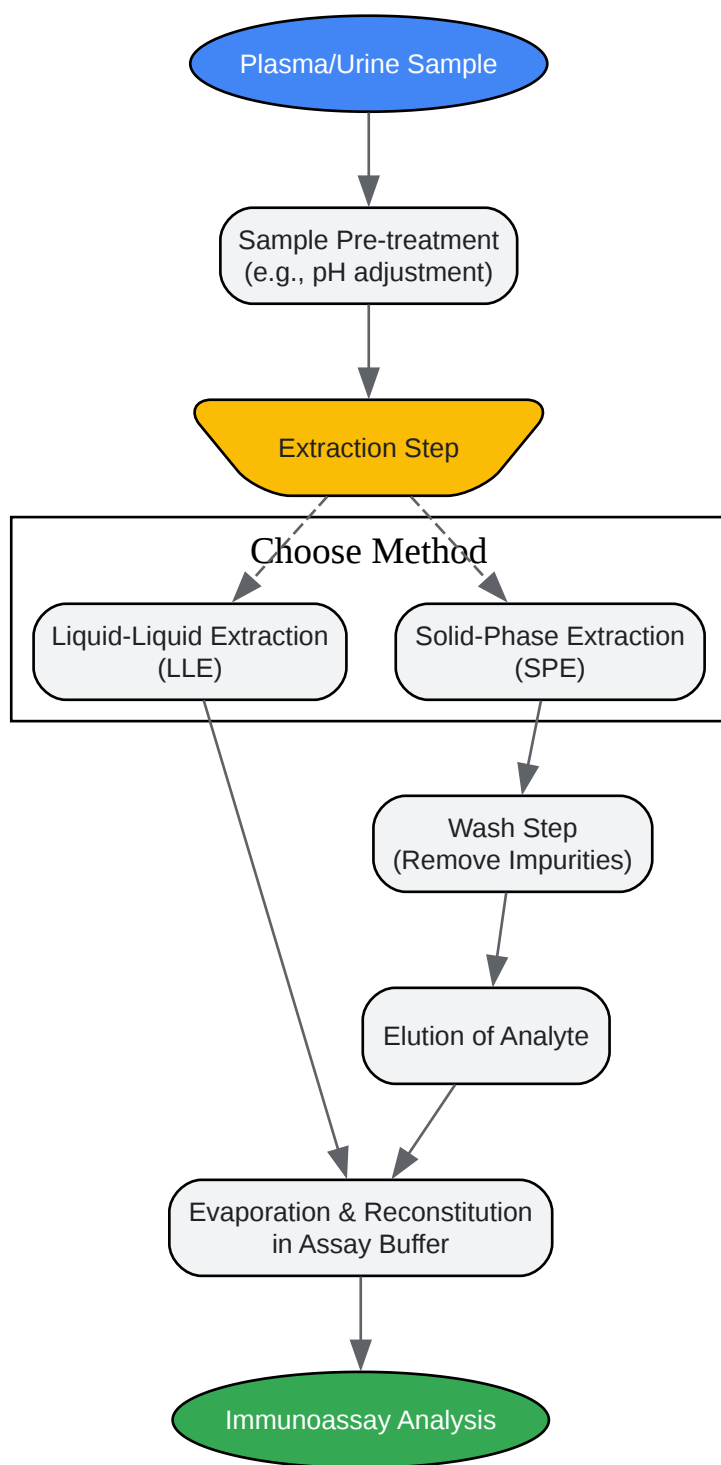 Plasma/Urine Sample
Sample Pre-treatment
(e.g., pH adjustment)
Extraction Step
Choose Method
Liquid-Liquid Extraction
(LLE)
Solid-Phase Extraction
(SPE)
Wash Step
(Remove Impurities)
Elution of Analyte
Evaporation & Reconstitution
in Assay Buffer
Immunoassay Analysis